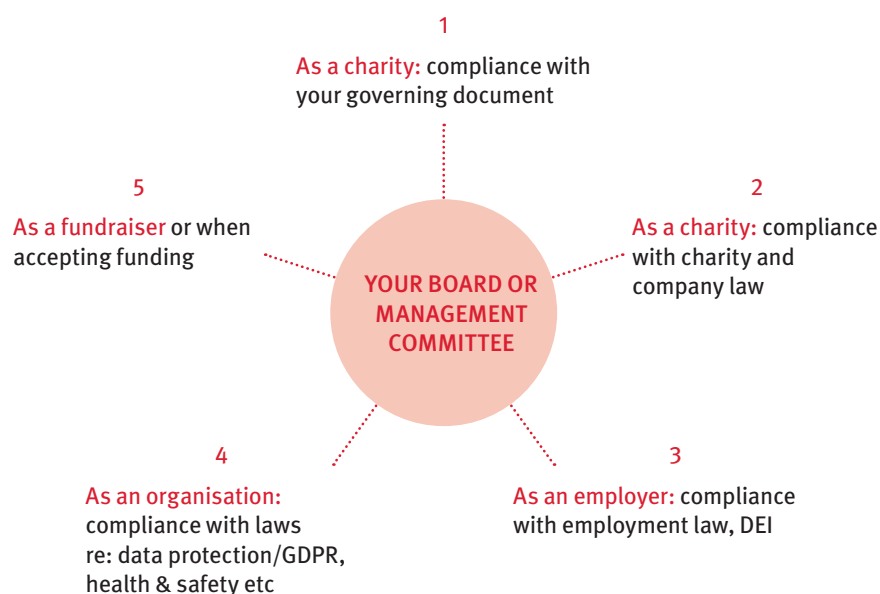 1
As a charity: compliance with
your governing document
2
As a charity: compliance
with charity and
company law
3
As an employer: compliance
with employment law, DEI
4
As an organisation:
compliance with laws
re: data protection/GDPR,
health & safety etc
5
As a fundraiser or when
accepting funding
YOUR BOARD OR
MANAGEMENT
COMMITTEE